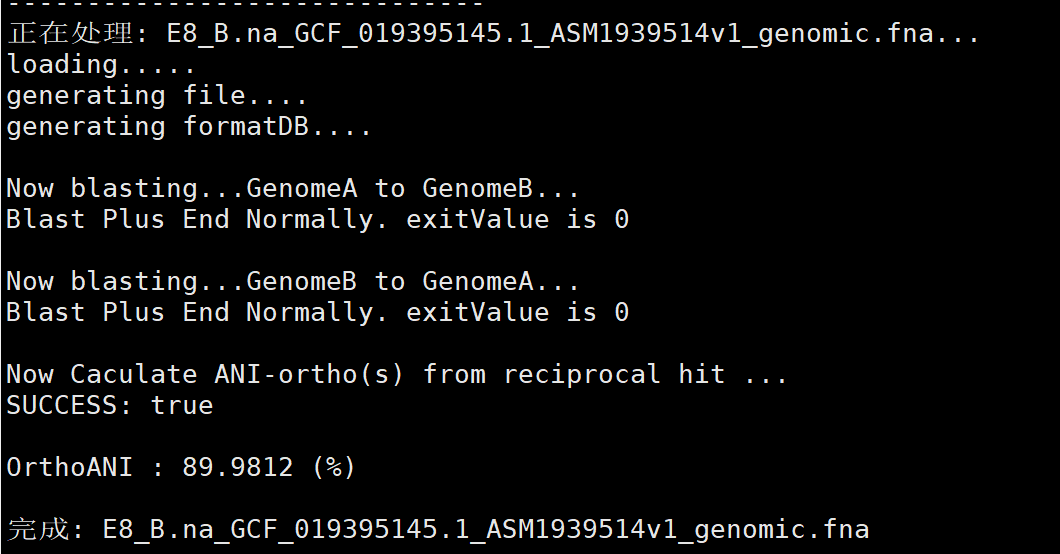 ------------------------------
正在处理: E8_B.na_GCF_019395145.1_ASM1939514v1_genomic.fna...
loading.....
generating file....
generating formatDB....
Now blasting...GenomeA to GenomeB...
Blast Plus End Normally. exitValue is 0
Now blasting...GenomeB to GenomeA...
Blast Plus End Normally. exitValue is 0
Now Caculate ANI-ortho(s) from reciprocal hit ...
SUCCESS: true
OrthoANI : 89.9812 (%)
完成: E8_B.na_GCF_019395145.1_ASM1939514v1_genomic.fna